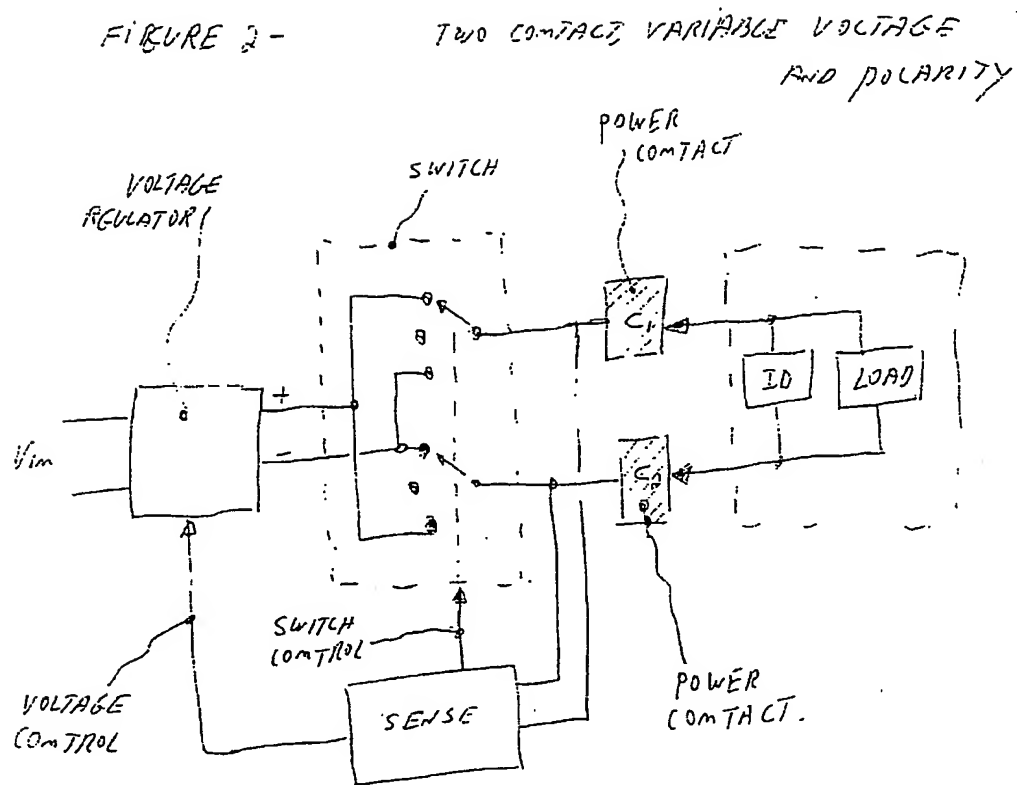 FIGURE 2- TWO CONTACT, VARIABLE VOLTAGE
AND POLARITY
POWER
CONTACT
SWITCH
VOLTAGE
REGULATOR
C1
ID
LOAD
+
-
Vin
C2
SWITCH
CONTROL
VOLTAGE
CONTROL
SENSE
POWER
CONTACT.